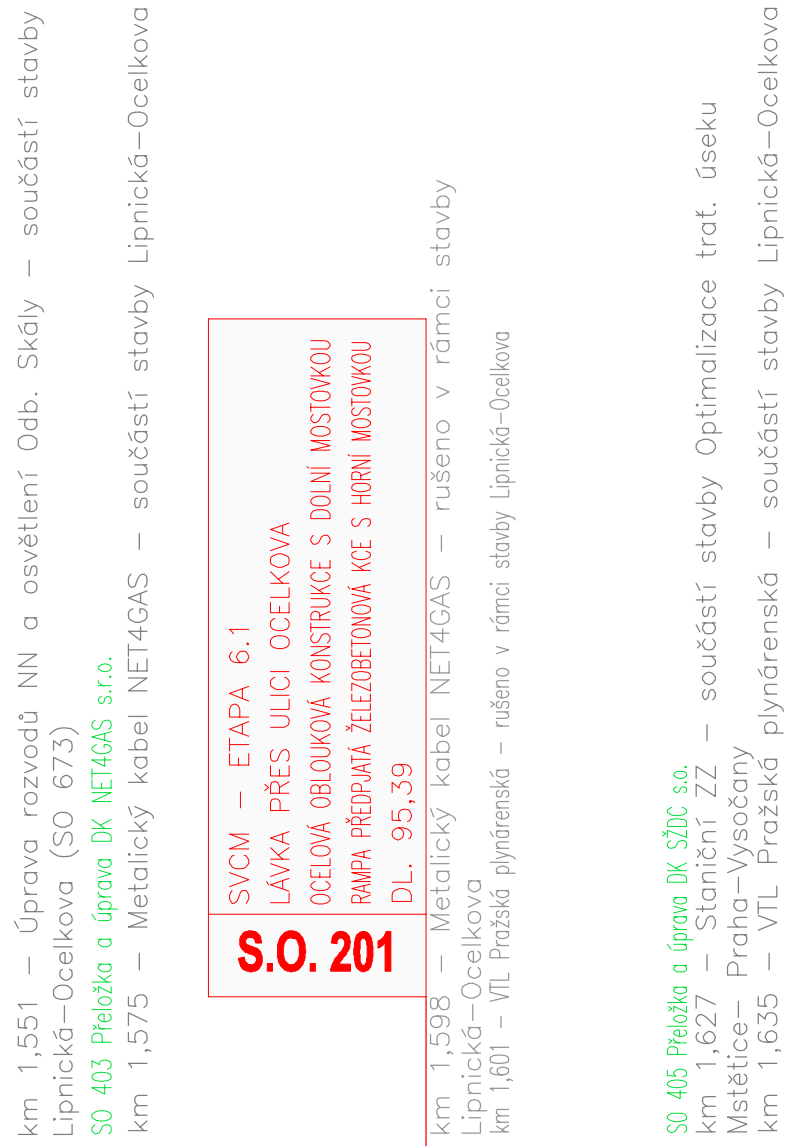 km 1,551 – Úprava rozvodů NN a osvětlení Odb. Skály – součástí stavby
Lipnická–Ocelkova (SO 673)
SO 403 Přeložka a úprava DK NET4GAS s.r.o.
km 1,575 – Metalický kabel NET4GAS – součástí stavby Lipnická–Ocelkova
S.O. 201
SVCM – ETAPA 6.1
LÁVKA PŘES ULICI OCELKOVA
OCELOVÁ OBLOUKOVÁ KONSTRUKCE S DOLNÍ MOSTOVKOU
RAMPA PŘEDPJATÁ ŽELEZOBETONOVÁ KCE S HORNÍ MOSTOVKOU
DL. 95,39
km 1,598 – Metalický kabel NET4GAS – rušeno v rámci stavby
Lipnická–Ocelkova
km 1,601 – VTL Pražská plynárenská – rušeno v rámci stavby Lipnická–Ocelkova
SO 405 Přeložka a úprava DK SŽDC s.o.
km 1,627 – Staniční ZZ – součástí stavby Optimalizace trať. úseku
Mstětice– Praha–Vysočany
km 1,635 – VTL Pražská plynárenská – součástí stavby Lipnická–Ocelkova